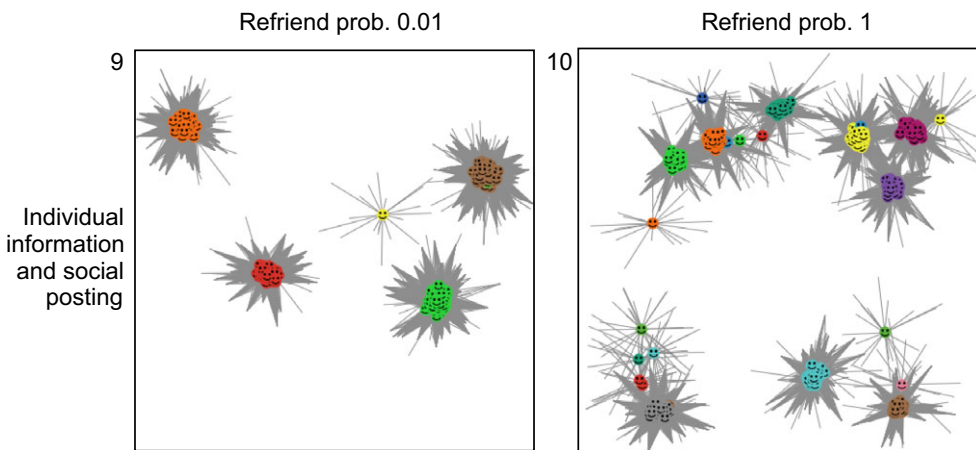 Refriend prob. 0.01
Refriend prob. 1
9
10
Individual
information
and social
posting